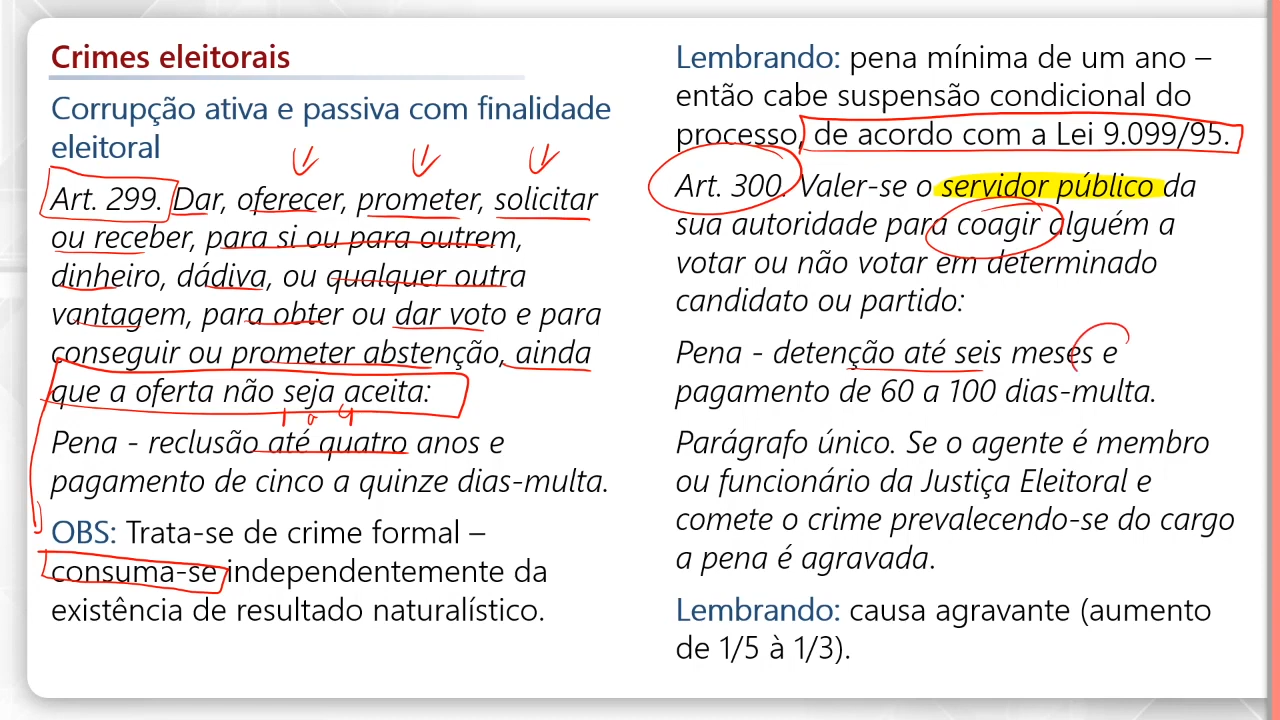 Crimes eleitorais
Corrupção ativa e passiva com finalidade
eleitoral
Art. 299. Dar, oferecer, prometer, solicitar
ou receber, para si ou para outrem,
dinheiro, dádiva, ou qualquer outra
vantagem, para obter ou dar voto e para
conseguir ou prometer abstenção, ainda
que a oferta não seja aceita:
1 a 4
Pena - reclusão até quatro anos e
pagamento de cinco a quinze dias-multa.
OBS: Trata-se de crime formal –
consuma-se independentemente da
existência de resultado naturalístico.
Lembrando: pena mínima de um ano –
então cabe suspensão condicional do
processo, de acordo com a Lei 9.099/95.
Art. 300. Valer-se o servidor público da
sua autoridade para coagir alguém a
votar ou não votar em determinado
candidato ou partido:
Pena - detenção até seis meses e
pagamento de 60 a 100 dias-multa.
Parágrafo único. Se o agente é membro
ou funcionário da Justiça Eleitoral e
comete o crime prevalecendo-se do cargo
a pena é agravada.
Lembrando: causa agravante (aumento
de 1/5 à 1/3).